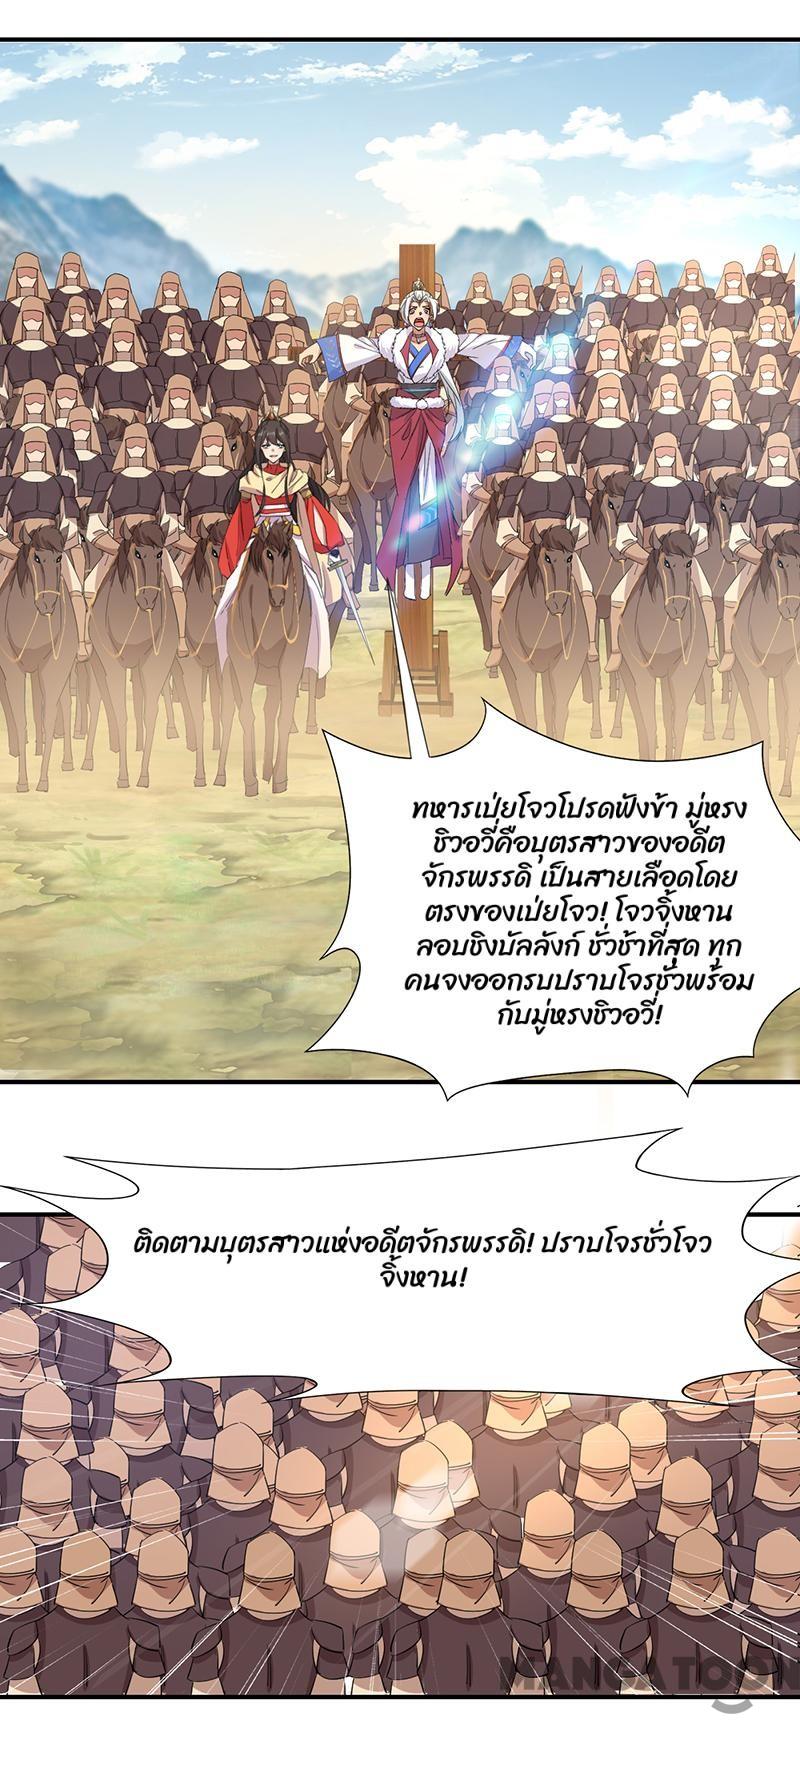 ทหารเป่ยโจวโปรดฟังข้า มู่หรง
ชิวอวี่คือบุตรสาวของอดีต
จักรพรรดิ เป็นสายเลือดโดย
ตรงของเป่ยโจว! โจวจิ้งหาน
ลอบชิงบัลลังก์ ชั่วช้าที่สุด ทุก
คนจงออกรบปราบโจรชั่วพร้อม
กับมู่หรงชิวอวี่!
ติดตามบุตรสาวแห่งอดีตจักรพรรดิ! ปราบโจรชั่วโจว
จิ้งหาน!
MANGATOON